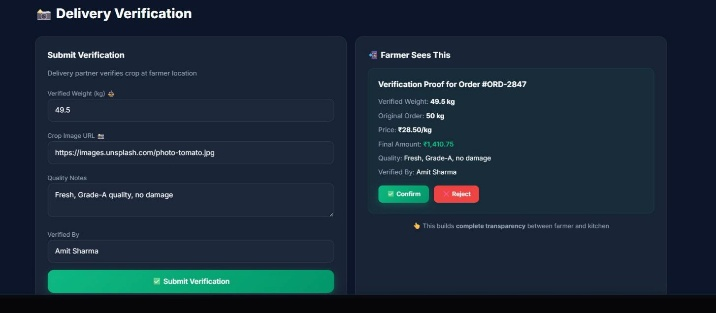 📸 Delivery Verification
Submit Verification
Delivery partner verifies crop at farmer location
Verified Weight (kg)
49.5
Crop Image URL 📷
https://images.unsplash.com/photo-tomato.jpg
Quality Notes
Fresh, Grade-A quality, no damage
Verified By
Amit Sharma
✅ Submit Verification
📲 Farmer Sees This
Verification Proof for Order #ORD-2847
Verified Weight: 49.5 kg
Original Order: 50 kg
Price: ₹28.50/kg
Final Amount: ₹1,410.75
Quality: Fresh, Grade-A, no damage
Verified By: Amit Sharma
✅ Confirm ❌ Reject
👆 This builds complete transparency between farmer and kitchen